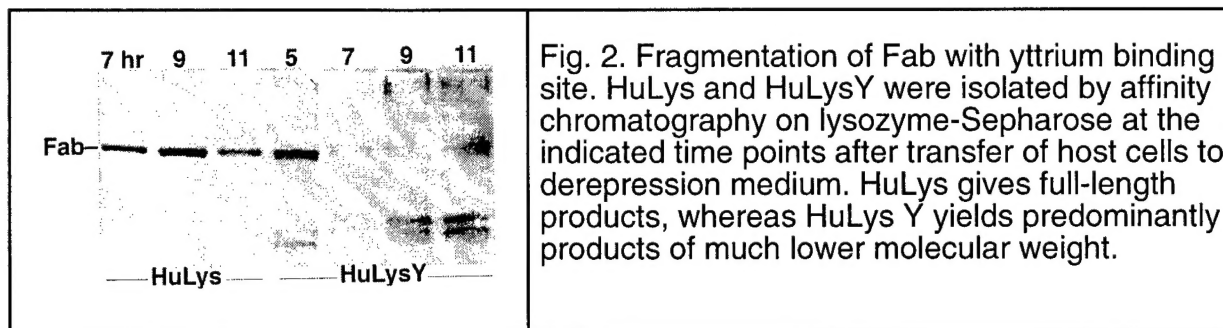 7 hr 9 11 5 7 9 11
Fab
HuLys HuLysY
Fig. 2. Fragmentation of Fab with yttrium binding
site. HuLys and HuLysY were isolated by affinity
chromatography on lysozyme-Sepharose at the
indicated time points after transfer of host cells to
derepression medium. HuLys gives full-length
products, whereas HuLys Y yields predominantly
products of much lower molecular weight.